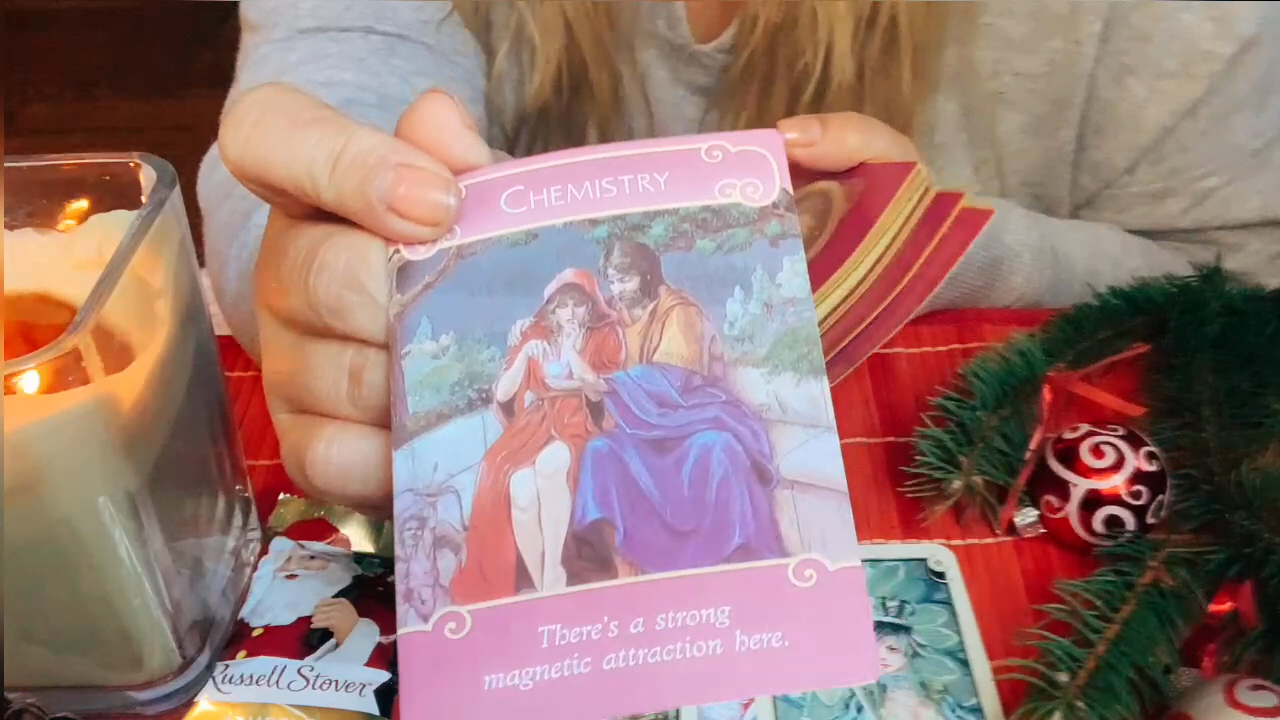 CHEMISTRY
There's a strong
magnetic attraction here.
Russell Stover